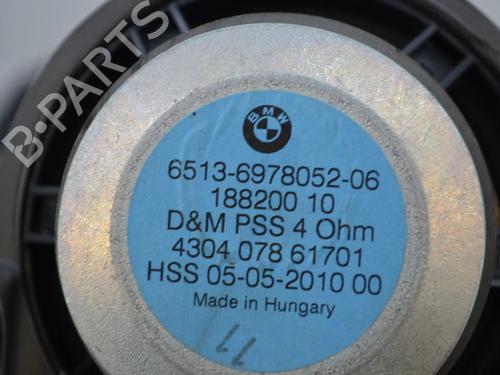 B-PARTS
BMW
6513-6978052-06
188200 10
D&M PSS 4 Ohm
4304 078 61701
HSS 05-05-2010 00
Made in Hungary
11